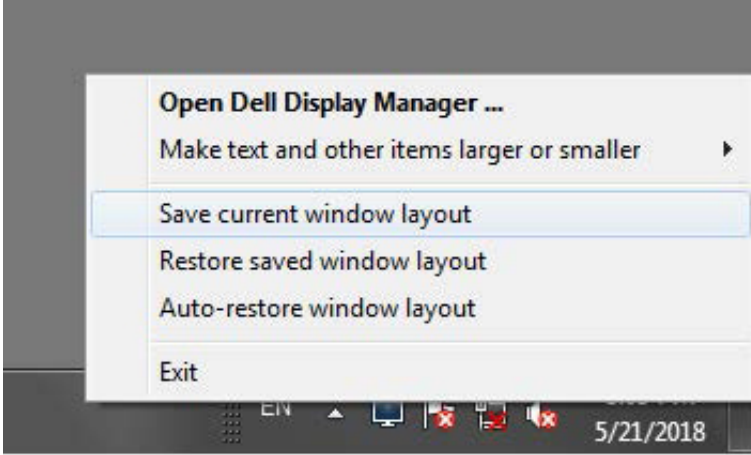 Open Dell Display Manager ...
Make text and other items larger or smaller
Save current window layout
Restore saved window layout
Auto-restore window layout
Exit
EN
5/21/2018